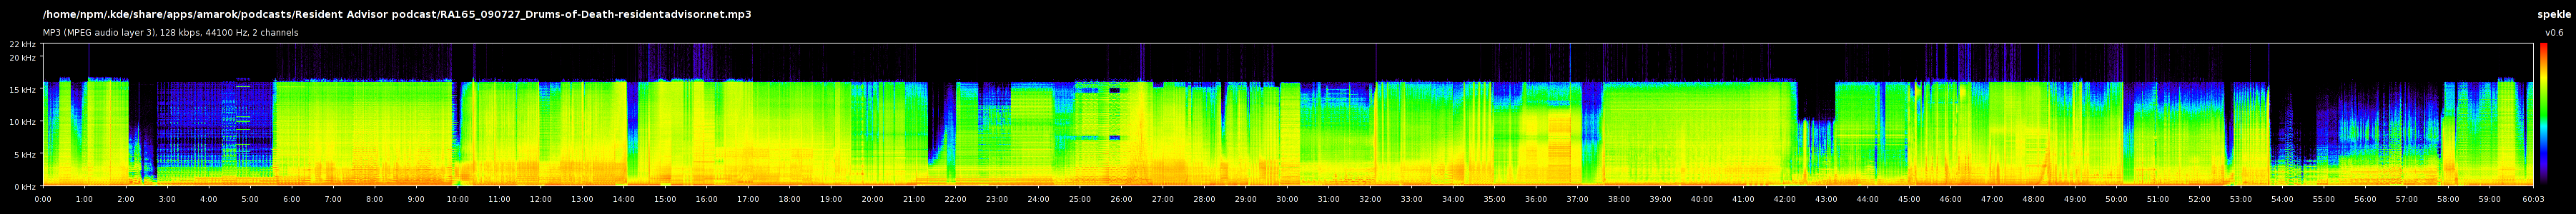 /home/npm/.kde/share/apps/amarok/podcasts/Resident Advisor podcast/RA165_090727_Drums-of-Death-residentadvisor.net.mp3
spekle
MP3 (MPEG audio layer 3), 128 kbps, 44100 Hz, 2 channels
v0.6
22 kHz
20 kHz
15 kHz
10 kHz
5 kHz
0 kHz
0:00 1:00 2:00 3:00 4:00 5:00 6:00 7:00 8:00 9:00 10:00 11:00 12:00 13:00 14:00 15:00 16:00 17:00 18:00 19:00 20:00 21:00 22:00 23:00 24:00 25:00 26:00 27:00 28:00 29:00 30:00 31:00 32:00 33:00 34:00 35:00 36:00 37:00 38:00 39:00 40:00 41:00 42:00 43:00 44:00 45:00 46:00 47:00 48:00 49:00 50:00 51:00 52:00 53:00 54:00 55:00 56:00 57:00 58:00 59:00 60:03